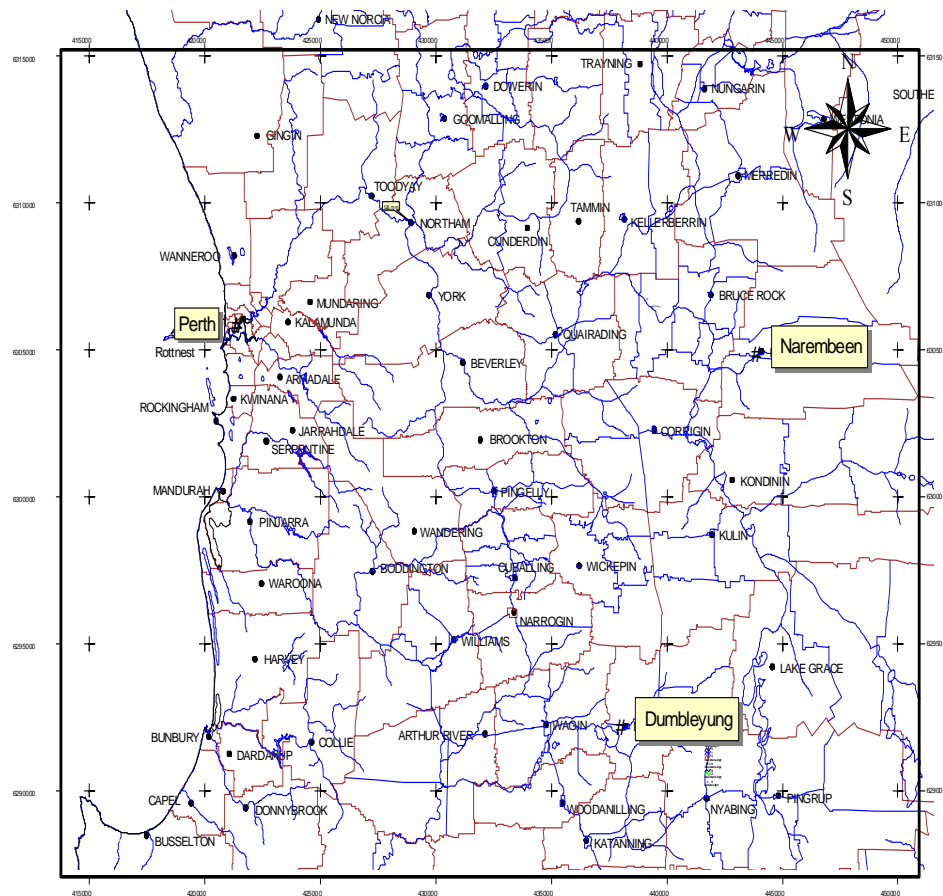 NEW NORCIA
415000 420000 425000 430000 435000 440000 445000 450000
N
TRAYNING
DOWERIN
NUNGARIN
SOUTHE
GOOMALLING
GINGIN
W E
MERREDIN
S
TOODYAY
TAMMIN
NORTHAM
KELLERBERRIN
CUNDERDIN
WANNEROO
YORK
BRUCE ROCK
MUNDARING
Perth
KALAMUNDA
QUAIRADING
Narembeen
Rottnest
BEVERLEY
ARMADALE
KWINANA
ROCKINGHAM
JARRAHDALE
CORRIGIN
BROOKTON
SERPENTINE
KONDININ
MANDURAH
PINGELLY
PINJARRA
WANDERING
KULIN
BODDINGTON
CUBALLING
WICKEPIN
WAROONA
NARROGIN
WILLIAMS
HARVEY
LAKE GRACE
Dumbleyung
WAGIN
BUNBURY
ARTHUR RIVER
COLLIE
DARDANUP
CAPEL
PINGRUP
DONNYBROOK
WOODANILLING
NYABING
BUSSELTON
KATANNING